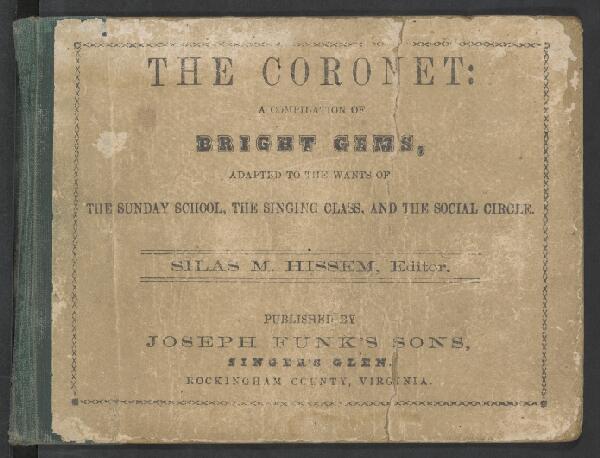 THE CORONET:
A COMPILATION OF
BRIGHT GEMS,
ADAPTED TO THE WANTS OF
THE SUNDAY SCHOOL, THE SINGING CLASS, AND THE SOCIAL CIRCLE.
SILAS M. HISSEM, Editor.
PUBLISHED BY
JOSEPH FUNK'S SONS,
SINGER'S GLEN.
ROCKINGHAM COUNTY, VIRGINIA.